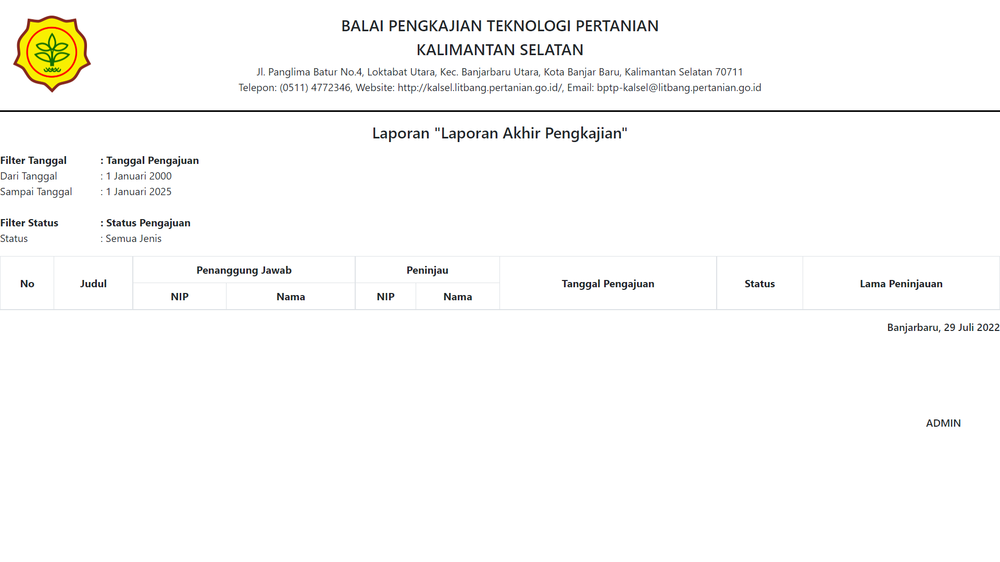 BALAI PENGKAJIAN TEKNOLOGI PERTANIAN
KALIMANTAN SELATAN
Jl. Panglima Batur No.4, Loktabat Utara, Kec. Banjarbaru Utara, Kota Banjar Baru, Kalimantan Selatan 70711
Telepon: (0511) 4772346, Website: http://kalsel.litbang.pertanian.go.id/, Email: bptp-kalsel@litbang.pertanian.go.id
Laporan "Laporan Akhir Pengkajian"
Filter Tanggal : Tanggal Pengajuan
Dari Tanggal : 1 Januari 2000
Sampai Tanggal : 1 Januari 2025
Filter Status : Status Pengajuan
Status : Semua Jenis
No Judul Penanggung Jawab Peninjau Tanggal Pengajuan Status Lama Peninjauan
NIP Nama NIP Nama
Banjarbaru, 29 Juli 2022
ADMIN